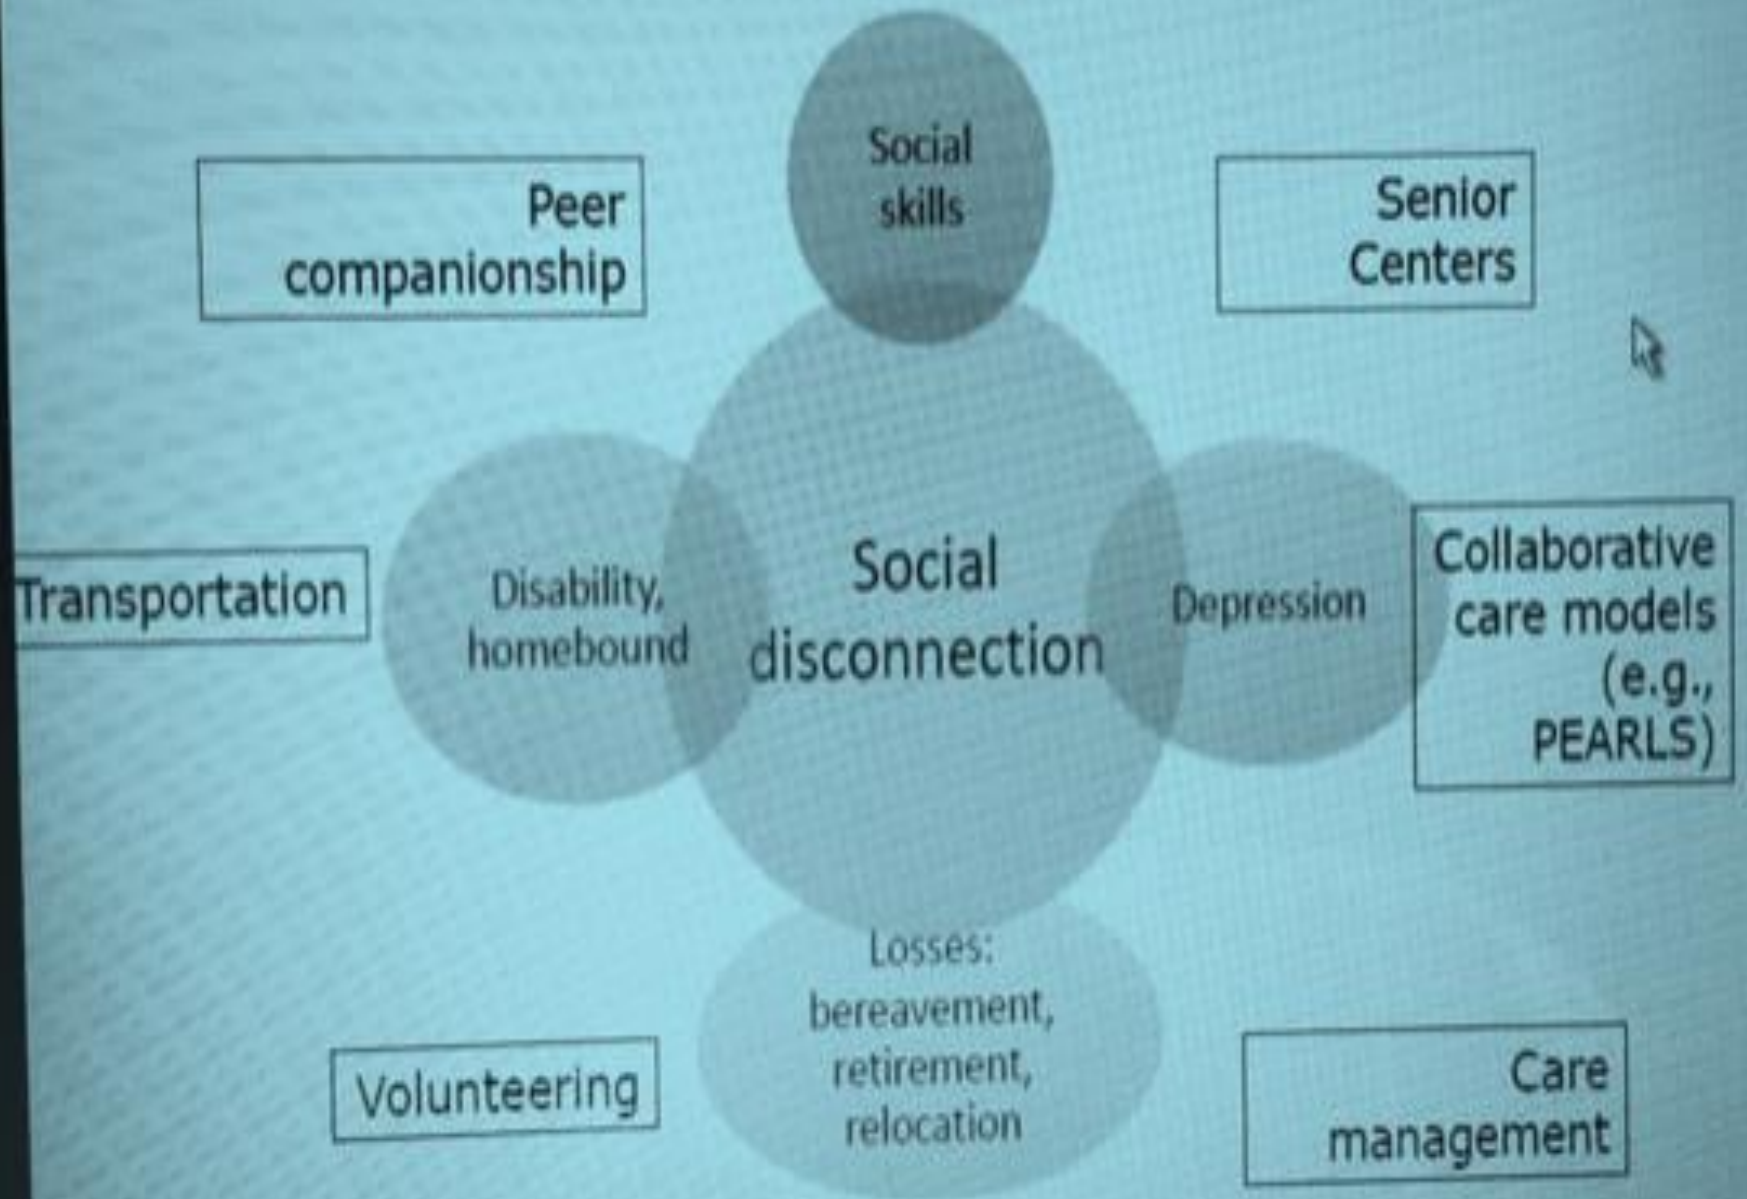 Social
skills
Peer
companionship
Senior
Centers
Transportation
Disability,
homebound
Social
disconnection
Depression
Collaborative
care models
(e.g.,
PEARLS)
Losses:
bereavement,
retirement,
relocation
Volunteering
Care
management